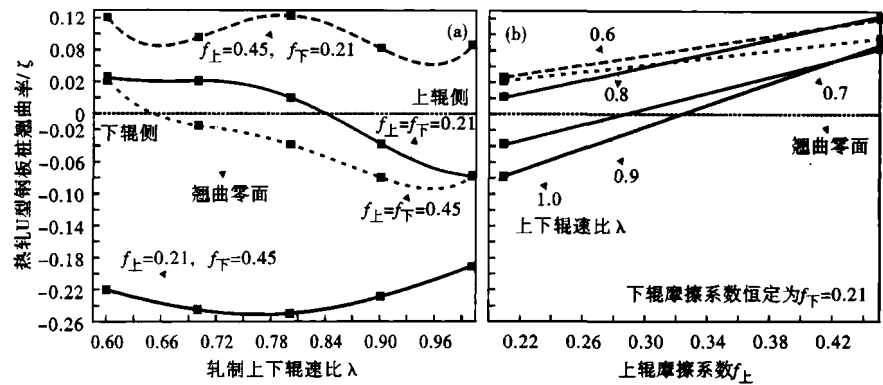 热轧U型钢板桩翘曲率/ζ
0.12
0.06
0.02
0
-0.02
-0.06
-0.10
-0.14
-0.18
-0.22
-0.26
(a)
f上=0.45, f下=0.21
上辊侧
下辊侧
f上=f下=0.21
翘曲零面
f上=f下=0.45
f上=0.21, f下=0.45
0.60 0.66 0.72 0.78 0.84 0.90 0.96
轧制上下辊速比 λ
(b)
0.6
0.8
0.7
翘曲零面
0.9
1.0
上下辊速比 λ
下辊摩擦系数恒定为f下=0.21
0.22 0.26 0.30 0.34 0.38 0.42
上辊摩擦系数f上